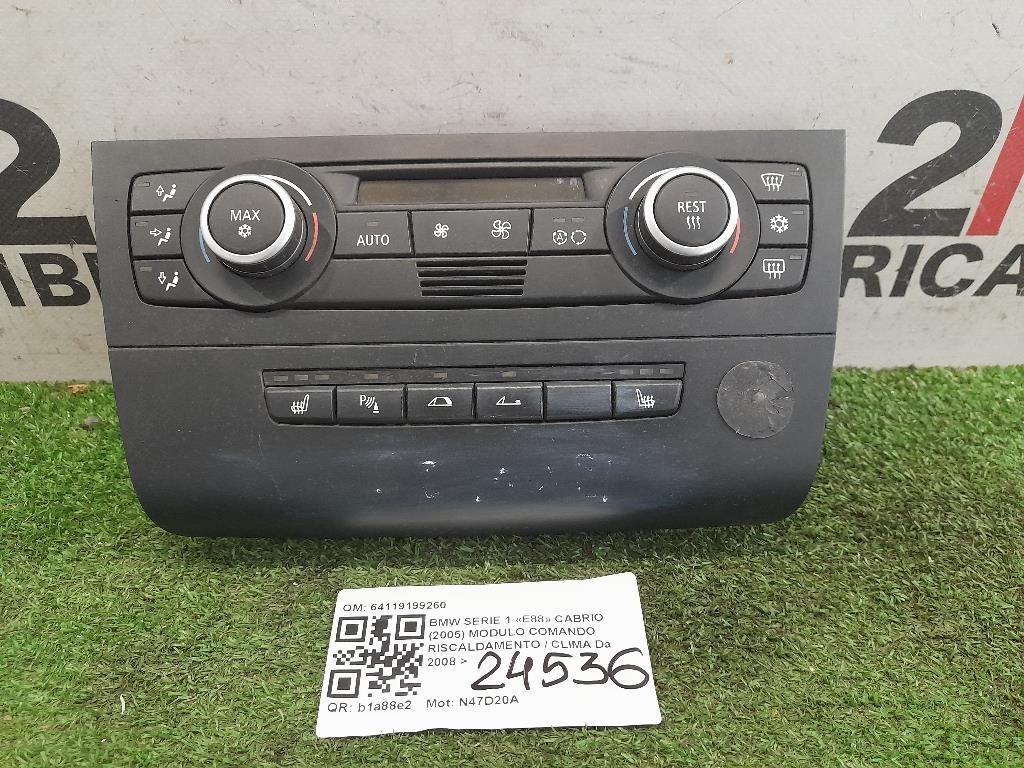 2
2/
MBR
RICA
MAX
AUTO
A
REST
P
OM: 64119199260
BMW SERIE 1 «E88» CABRIO
(2005) MODULO COMANDO
RISCALDAMENTO / CLIMA Da
2008 >
24536
QR: b1a88e2 Mot: N47D20A